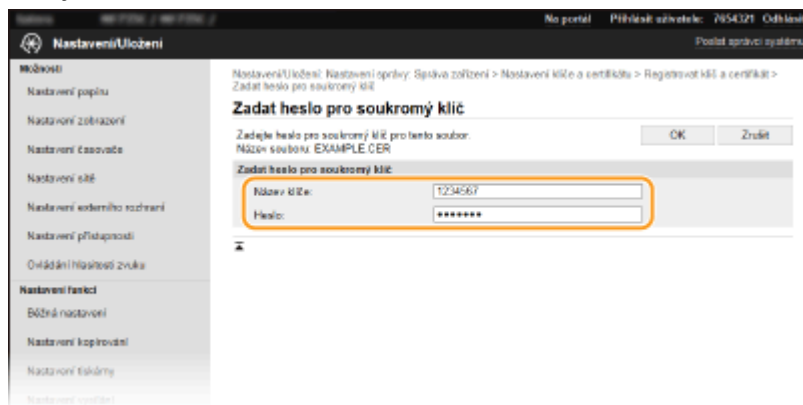 Na portál Přihlásit uživatele: 7654321 Odhlásit
Nastavení/Uložení
Poslat správci systému
Možnosti
Nastavení papíru
Nastavení zobrazení
Nastavení časovače
Nastavení sítě
Nastavení externího rozhraní
Nastavení přístupnosti
Ovládání hlasitosti zvuku
Nastavení funkcí
Běžná nastavení
Nastavení kopírování
Nastavení tiskárny
Nastavení/Uložení: Nastavení správy: Správa zařízení > Nastavení klíče a certifikátu > Registrovat klíč a certifikát >
Zadat heslo pro soukromý klíč
Zadat heslo pro soukromý klíč
Zadejte heslo pro soukromý klíč pro tento soubor.
Název souboru: EXAMPLE.CER
OK Zrušit
Zadat heslo pro soukromý klíč
Název klíče: 1234567
Heslo: *******